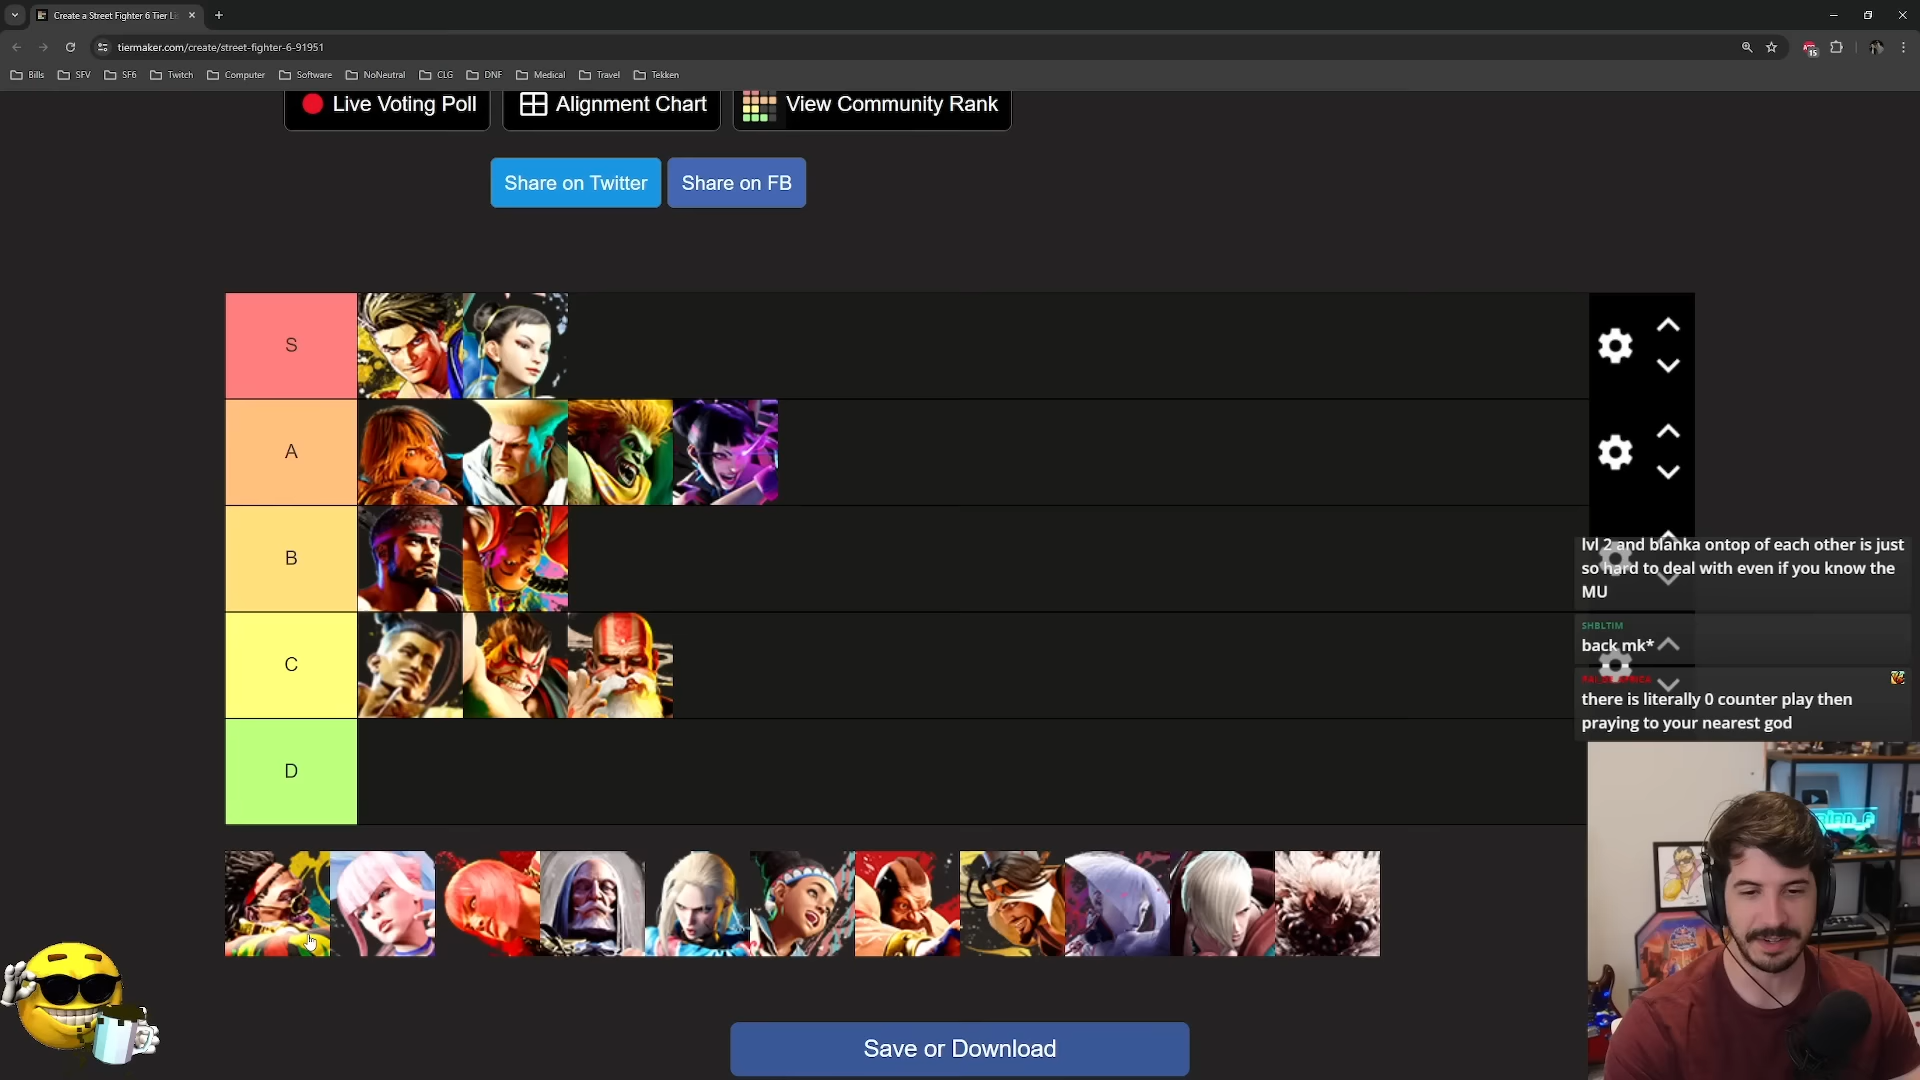 Create a Street Fighter 6 Tier Li
tiermaker.com/create/street-fighter-6-91951
15
Bills
SFV
SF6
Twitch
Computer
Software
NoNeutral
CLG
DNF
Medical
Travel
Tekken
Live Voting Poll
Alignment Chart
View Community Rank
Share on Twitter
Share on FB
S
A
B
C
D
lvl 2 and blanka ontop of each other is just
so hard to deal with even if you know the
MU
SHBLTIM
back mk*
there is literally 0 counter play then
praying to your nearest god
Save or Download